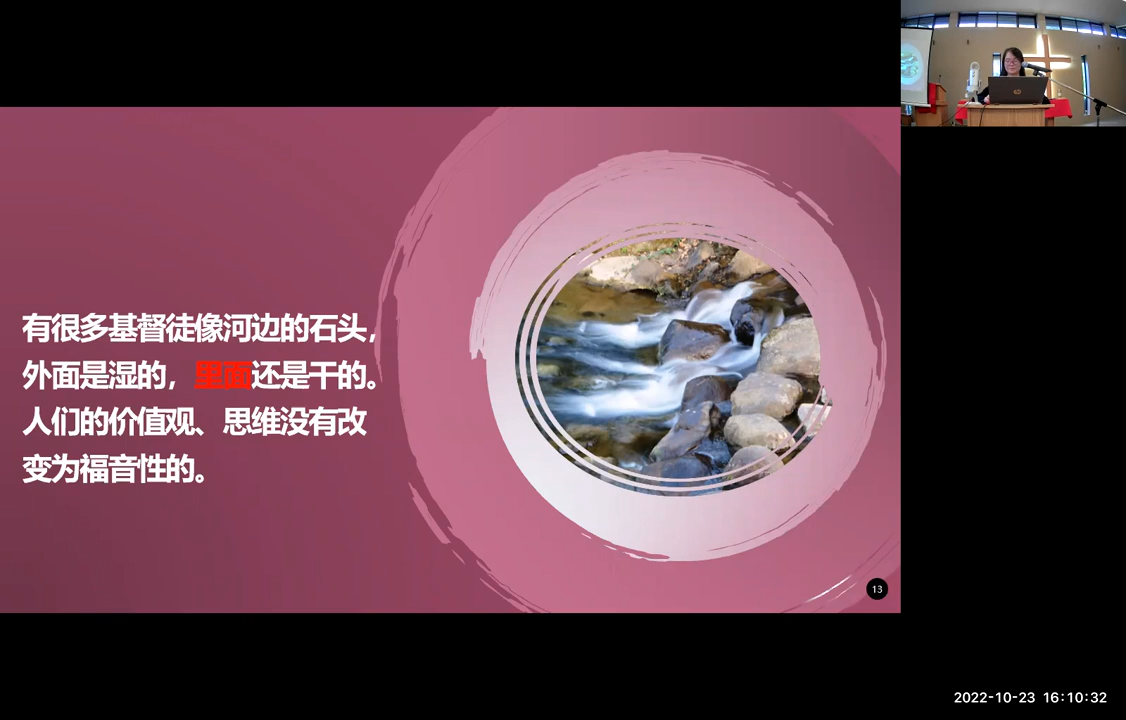 有很多基督徒像河边的石头，
外面是湿的，里面还是干的。
人们的价值观、思维没有改
变为福音性的。
13
2022-10-23 16:10:32